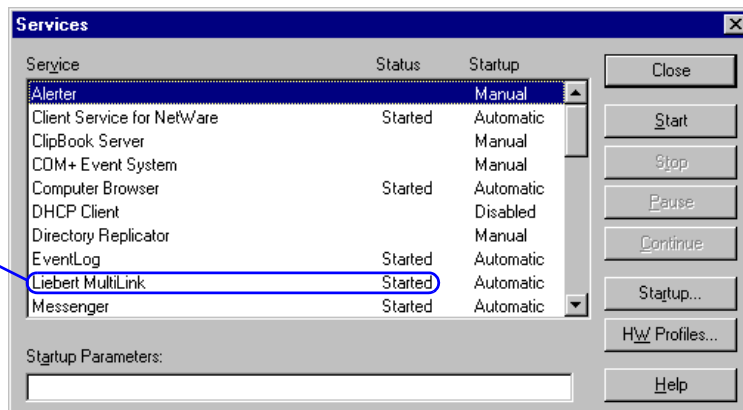 Services
Service Status Startup
Alerter Manual
Client Service for NetWare Started Automatic
ClipBook Server Manual
COM+ Event System Manual
Computer Browser Started Automatic
DHCP Client Disabled
Directory Replicator Manual
EventLog Started Automatic
Liebert MultiLink Started Automatic
Messenger Started Automatic
Startup Parameters:
Close
Start
Stop
Pause
Continue
Startup...
HW Profiles...
Help